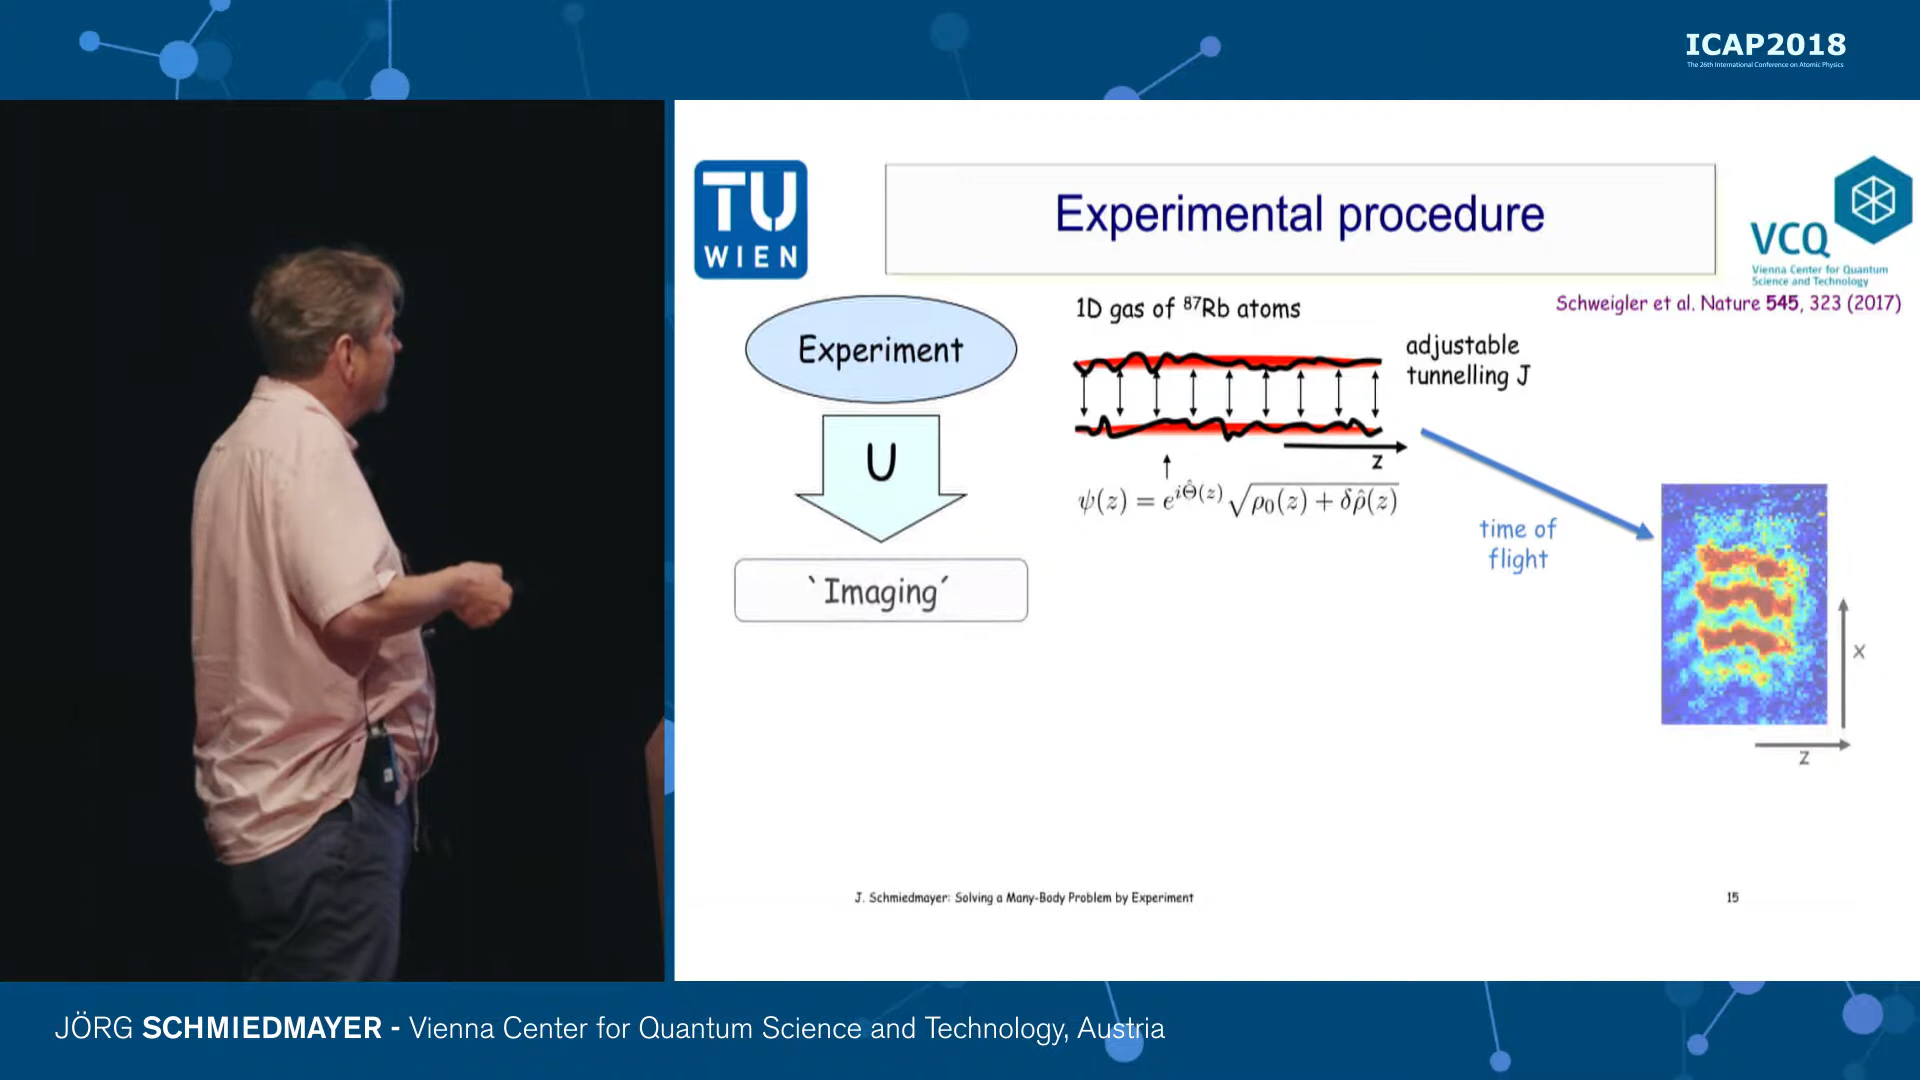 ICAP2018
The 26th International Conference on Atomic Physics
TU
WIEN
Experimental procedure
VCQ
Vienna Center for Quantum
Science and Technology
Schweigler et al. Nature 545, 323 (2017)
Experiment
U
`Imaging´
1D gas of ⁸⁷Rb atoms
adjustable
tunnelling J
z
ψ(z) = e^{iΘ̂(z)} √(ρ₀(z) + δρ̂(z))
time of
flight
x
z
J. Schmiedmayer: Solving a Many-Body Problem by Experiment
15
JÖRG SCHMIEDMAYER - Vienna Center for Quantum Science and Technology, Austria